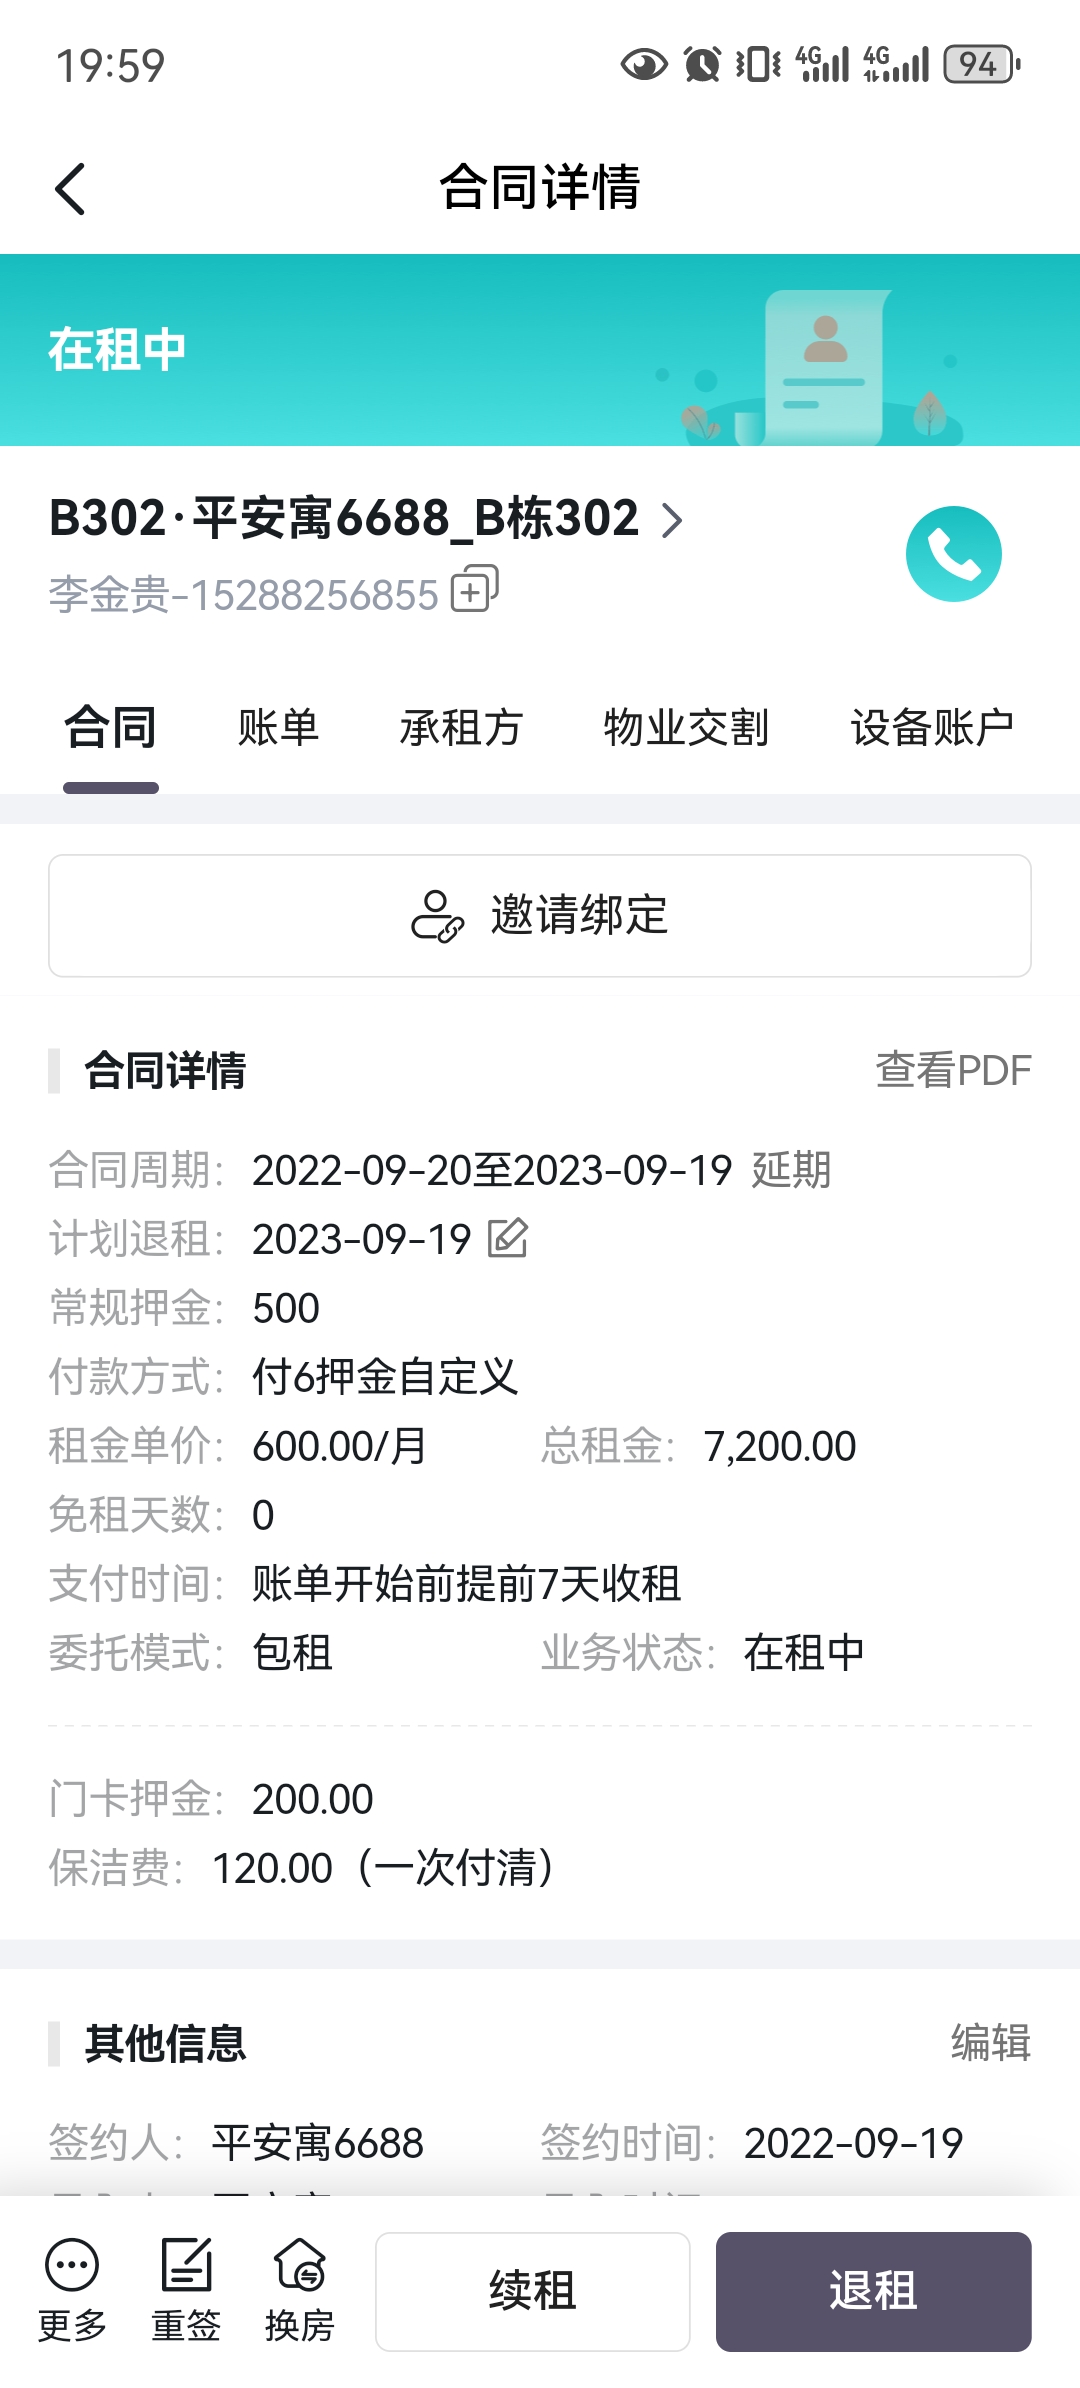 19:59
4G 4G 94
合同详情
在租中
B302·平安寓6688_B栋302
李金贵-15288256855
合同 账单 承租方 物业交割 设备账户
邀请绑定
合同详情 查看PDF
合同周期: 2022-09-20至2023-09-19 延期
计划退租: 2023-09-19
常规押金: 500
付款方式: 付6押金自定义
租金单价: 600.00/月 总租金: 7,200.00
免租天数: 0
支付时间: 账单开始前提前7天收租
委托模式: 包租 业务状态: 在租中
门卡押金: 200.00
保洁费: 120.00（一次付清）
其他信息 编辑
签约人: 平安寓6688 签约时间: 2022-09-19
更多 重签 换房 续租 退租